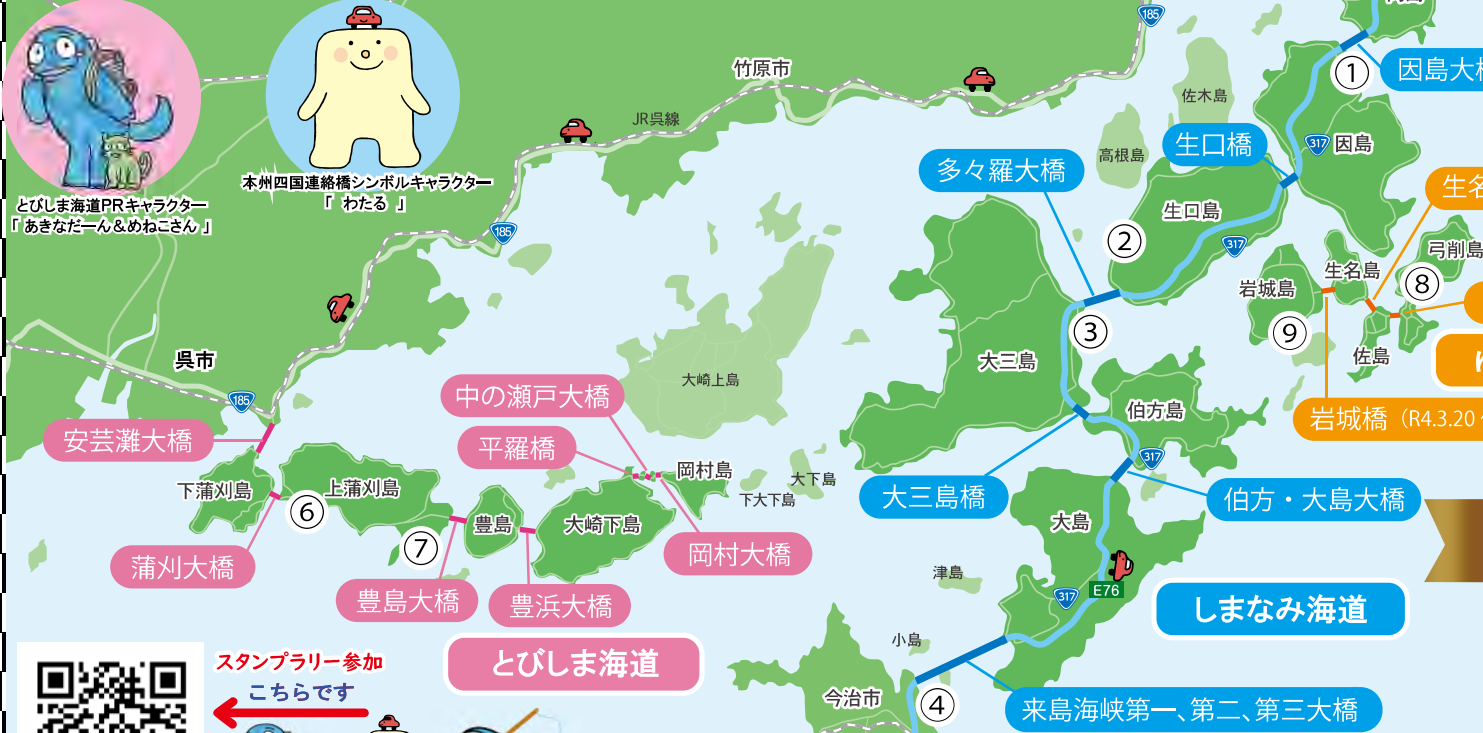 185
向島
①
因島大橋
竹原市
佐木島
JR呉線
高根島
生口橋
317
因島
多々羅大橋
本州四国連絡橋シンボルキャラクター
「 わたる 」
とびしま海道PRキャラクター
「 あきなだーん＆めねこさん 」
生口島
185
②
317
生名
弓削島
生名島
岩城島
⑧
③
⑨
佐島
呉市
大三島
大崎上島
中の瀬戸大橋
185
伯方島
岩城橋（R4.3.20
安芸灘大橋
平羅橋
317
岡村島
大下島
下大下島
下蒲刈島
上蒲刈島
大三島橋
伯方・大島大橋
⑥
豊島
大崎下島
大島
⑦
岡村大橋
蒲刈大橋
津島
E76
317
豊島大橋
豊浜大橋
しまなみ海道
小島
とびしま海道
スタンプラリー参加
こちらです
今治市
④
来島海峡第一、第二、第三大橋